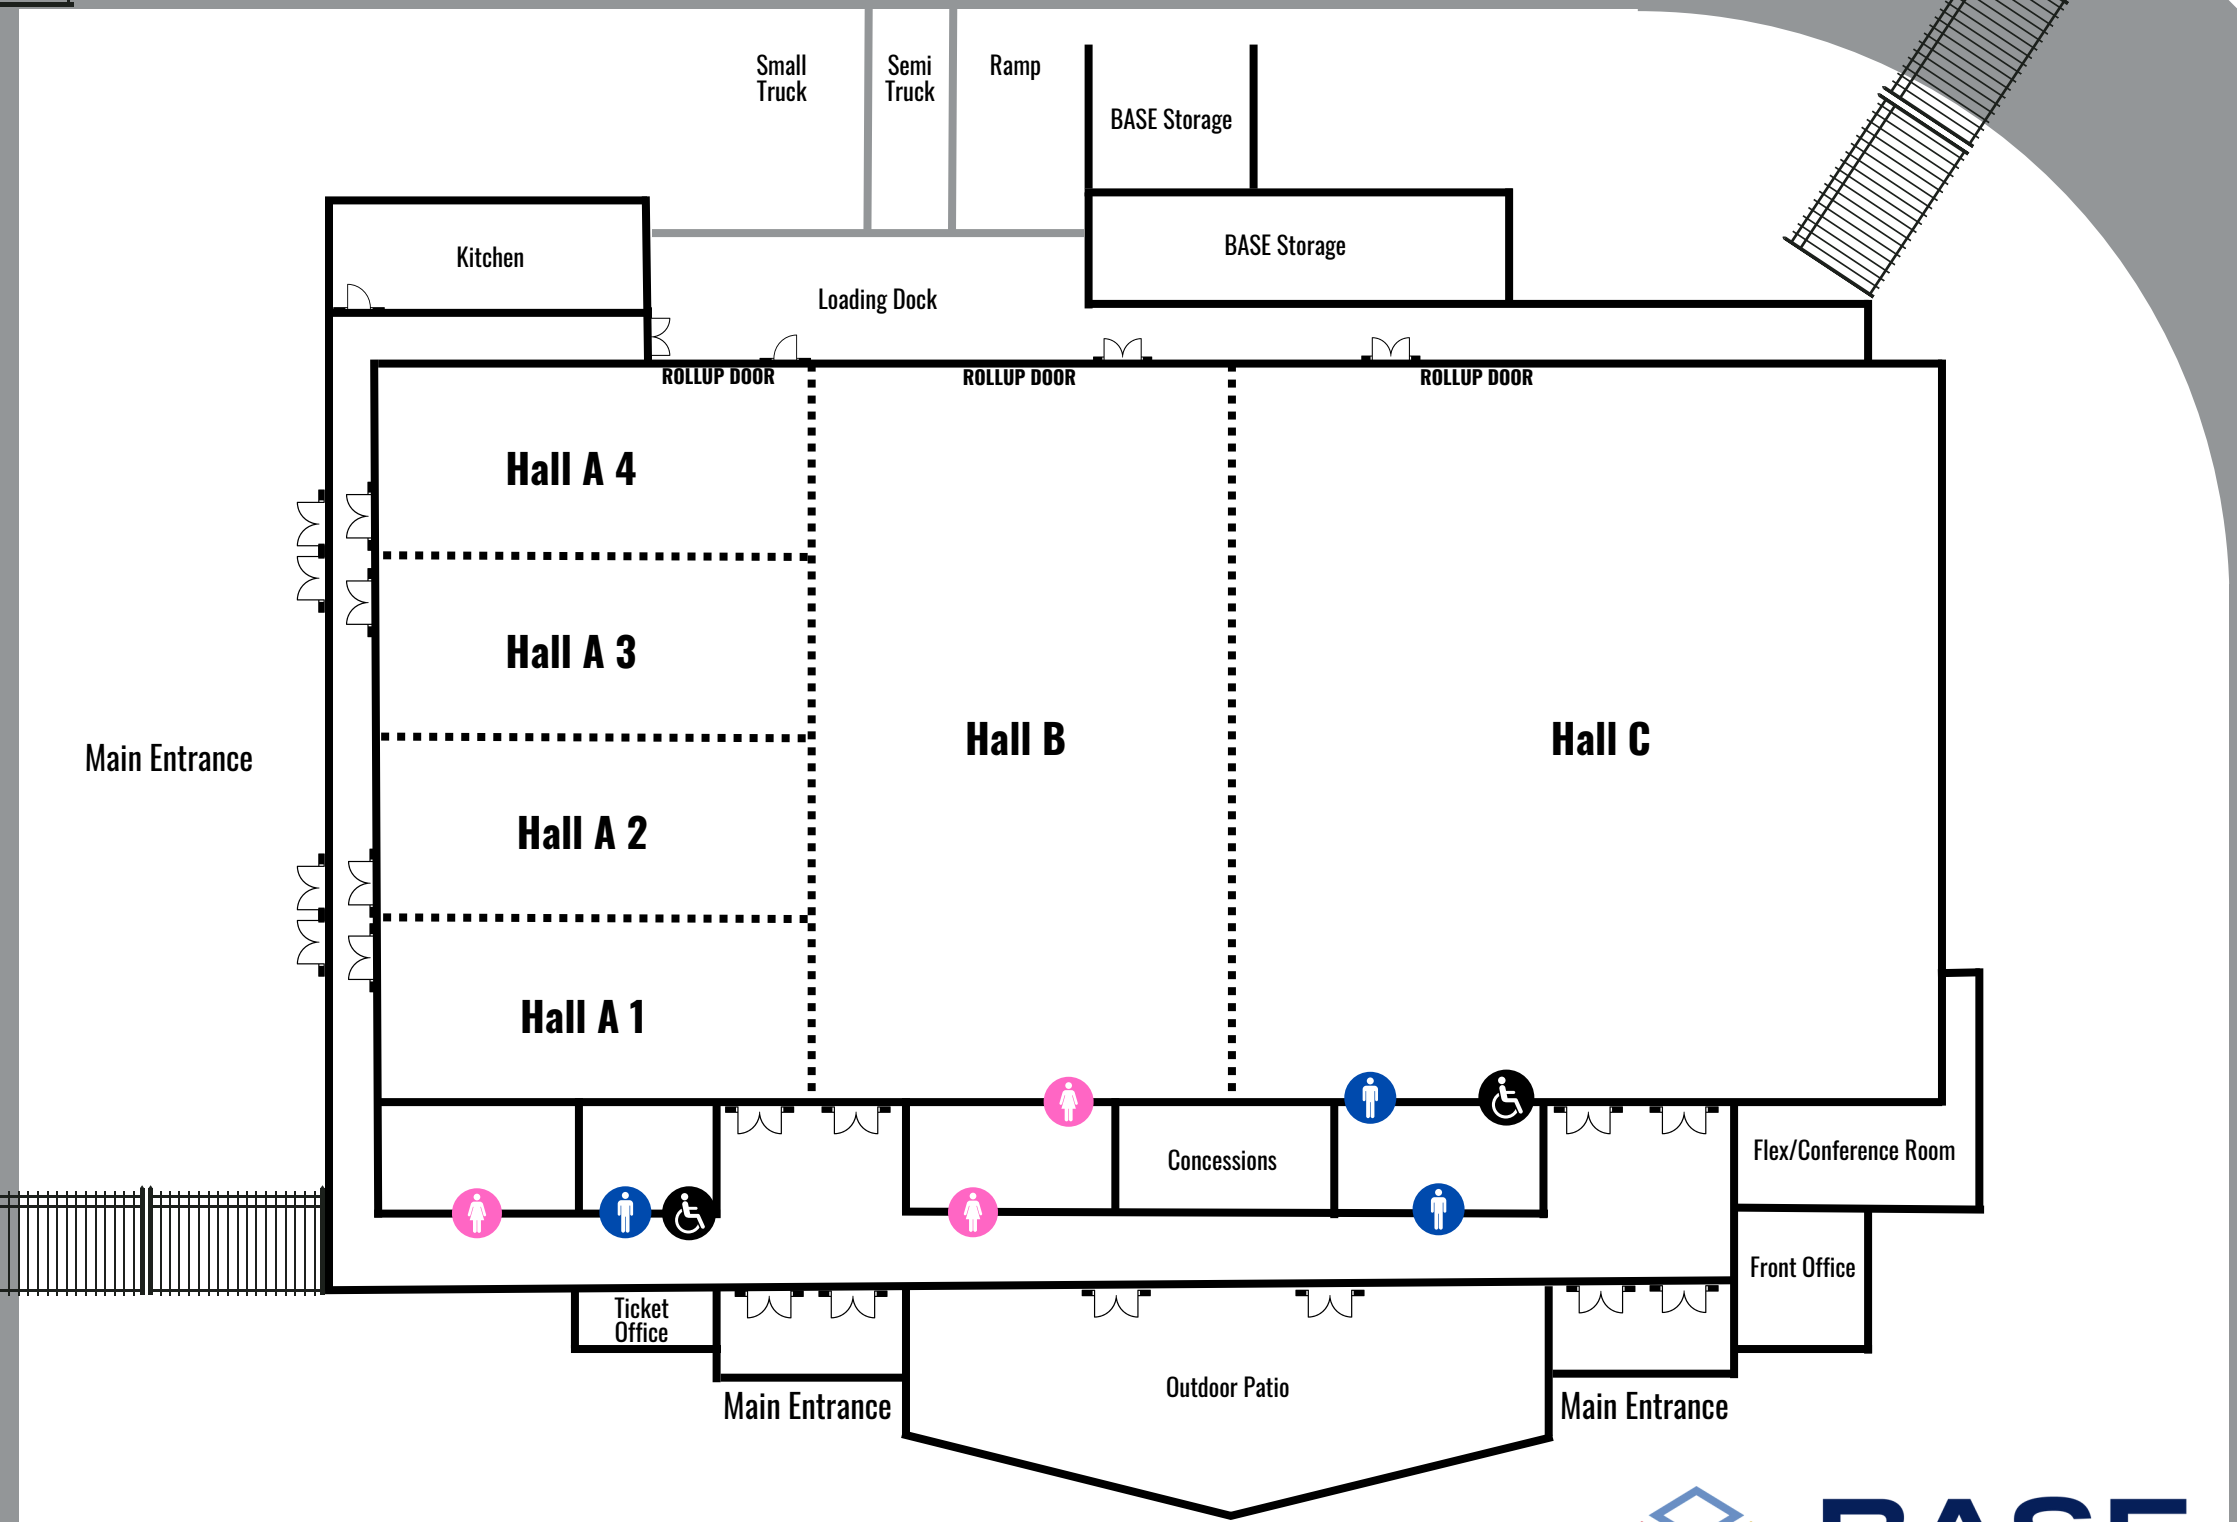 Small
Truck
Semi
Truck
Ramp
BASE Storage
BASE Storage
Kitchen
Loading Dock
ROLLUP DOOR
ROLLUP DOOR
ROLLUP DOOR
Hall A 4
Hall A 3
Hall B
Hall C
Main Entrance
Hall A 2
Hall A 1
Concessions
Flex/Conference Room
Front Office
Ticket
Office
Outdoor Patio
Main Entrance
Main Entrance
BASE